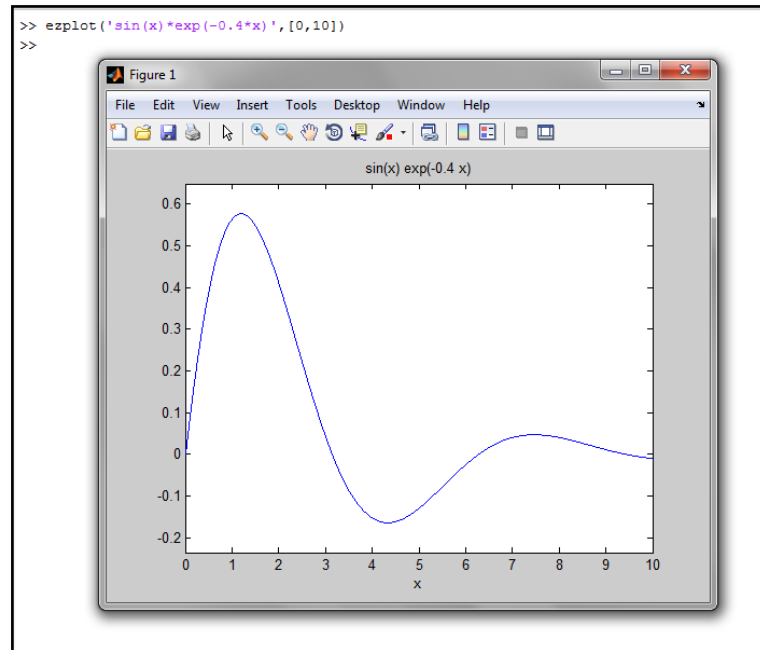 >> ezplot('sin(x)*exp(-0.4*x)',[0,10])
>>
Figure 1
File Edit View Insert Tools Desktop Window Help
sin(x) exp(-0.4 x)
0.6
0.5
0.4
0.3
0.2
0.1
0
-0.1
-0.2
0 1 2 3 4 5 6 7 8 9 10
x